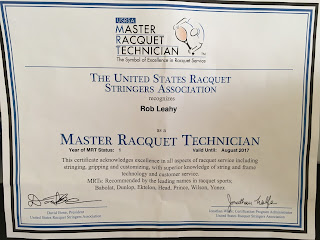 USRSA
MASTER
RACQUET
TECHNICIAN
The Symbol of Excellence in Racquet Service
THE UNITED STATES RACQUET
STRINGERS ASSOCIATION
recognizes
Rob Leahy
as a
MASTER RACQUET TECHNICIAN
Year of MRT Status: 1 Valid Until: August 2017
This certificate acknowledges excellence in all aspects of racquet service including
stringing, gripping and customizing, with superior knowledge of string and frame
technology and customer service.
MRTs: Recommended by the leading names in racquet sports:
Babolat, Dunlop, Ektelon, Head, Prince, Wilson, Yonex
David Bone, President
United States Racquet Stringers Association
Jonathan Certification Program Administrator
United States Racquet Stringers Association